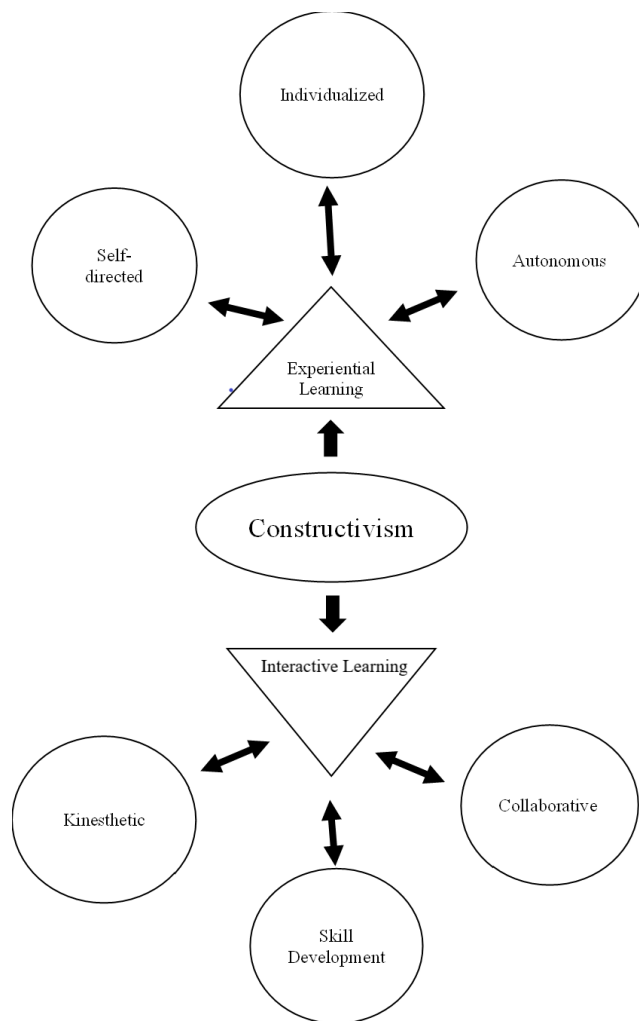 Individualized
Self-
directed
Autonomous
Experiential
Learning
Constructivism
Interactive Learning
Kinesthetic
Collaborative
Skill
Development